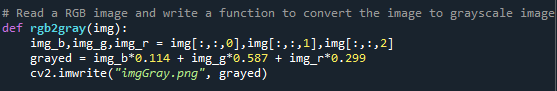 # Read a RGB image and write a function to convert the image to grayscale image
def rgb2gray(img):
    img_b,img_g,img_r = img[:,:,0],img[:,:,1],img[:,:,2]
    grayed = img_b*0.114 + img_g*0.587 + img_r*0.299
    cv2.imwrite("imgGray.png", grayed)